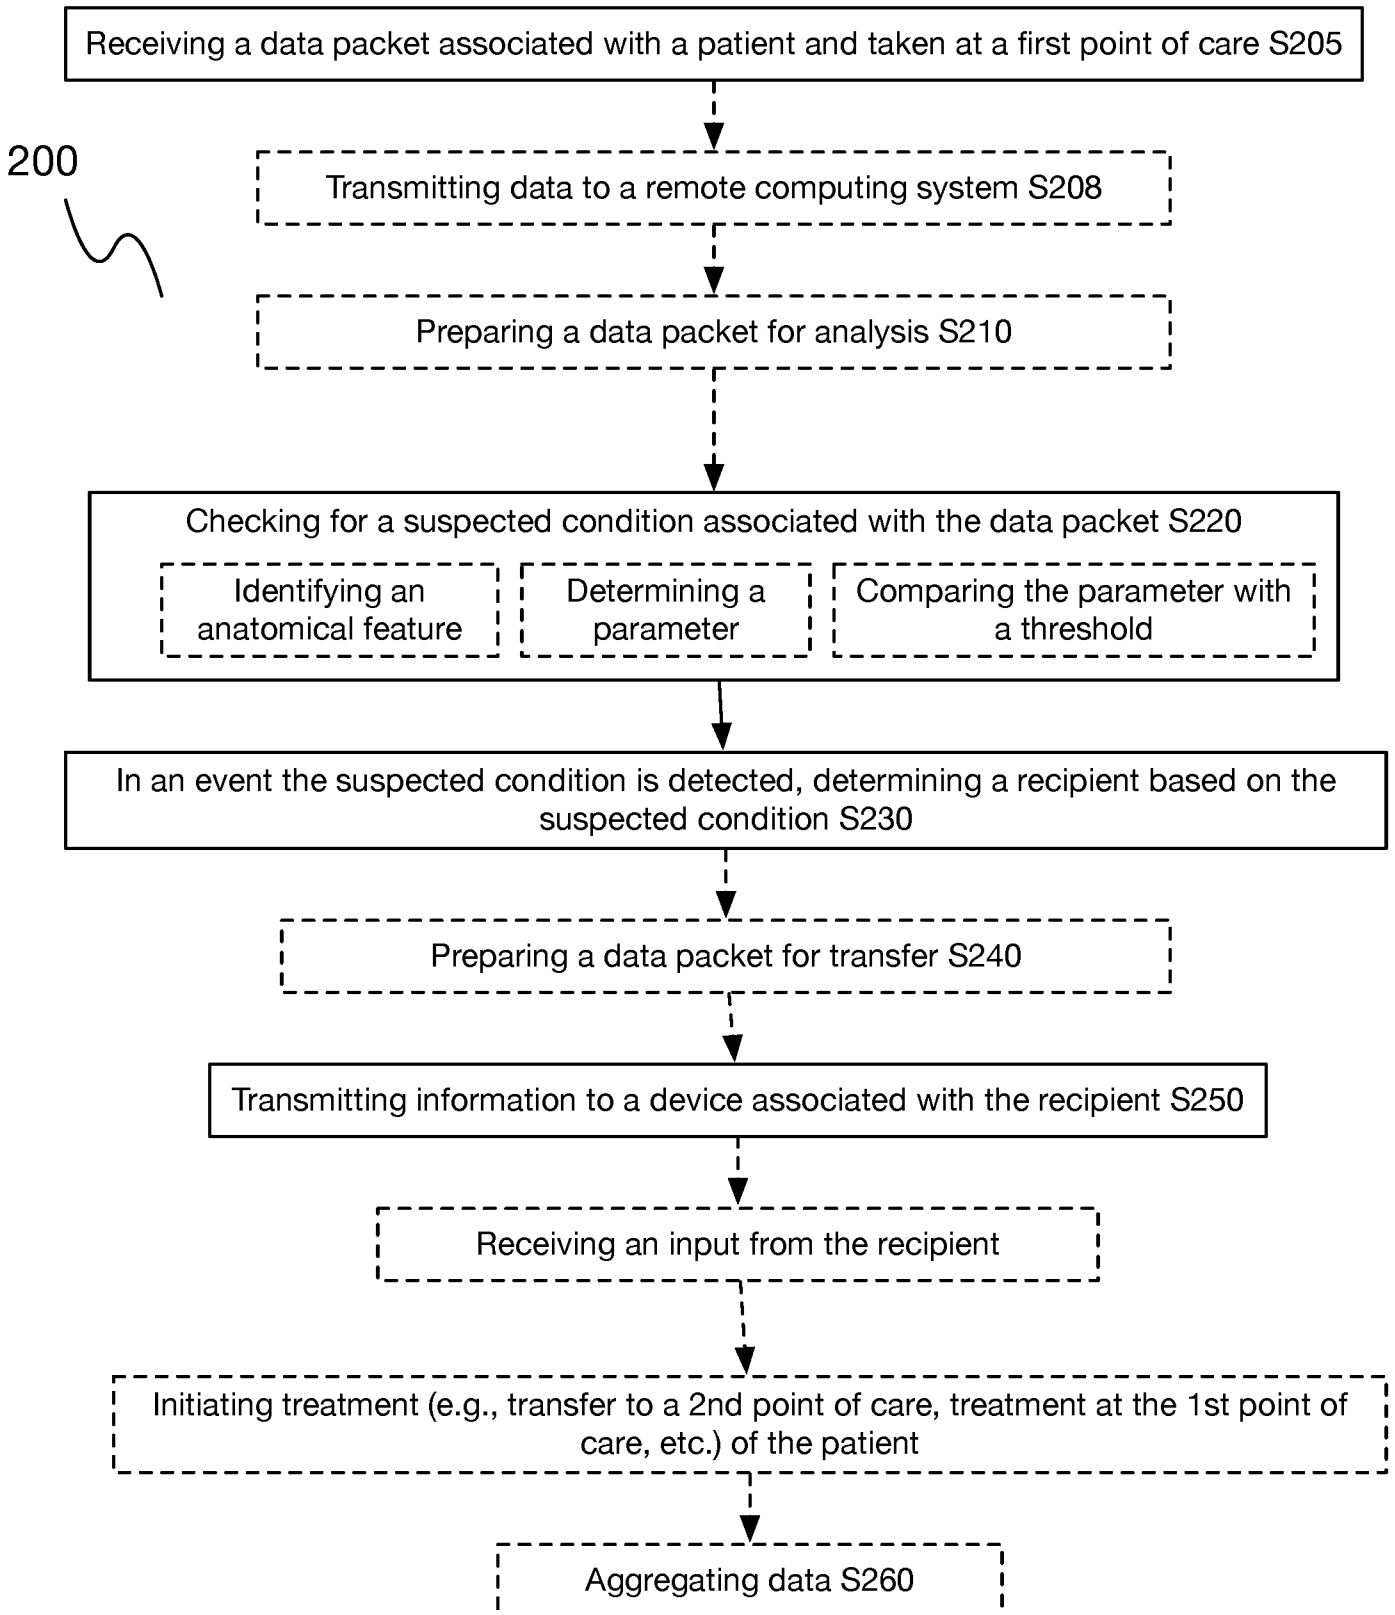 Receiving a data packet associated with a patient and taken at a first point of care S205
200
Transmitting data to a remote computing system S208
Preparing a data packet for analysis S210
Checking for a suspected condition associated with the data packet S220
Identifying an
anatomical feature
Determining a
parameter
Comparing the parameter with
a threshold
In an event the suspected condition is detected, determining a recipient based on the
suspected condition S230
Preparing a data packet for transfer S240
Transmitting information to a device associated with the recipient S250
Receiving an input from the recipient
Initiating treatment (e.g., transfer to a 2nd point of care, treatment at the 1st point of
care, etc.) of the patient
Aggregating data S260